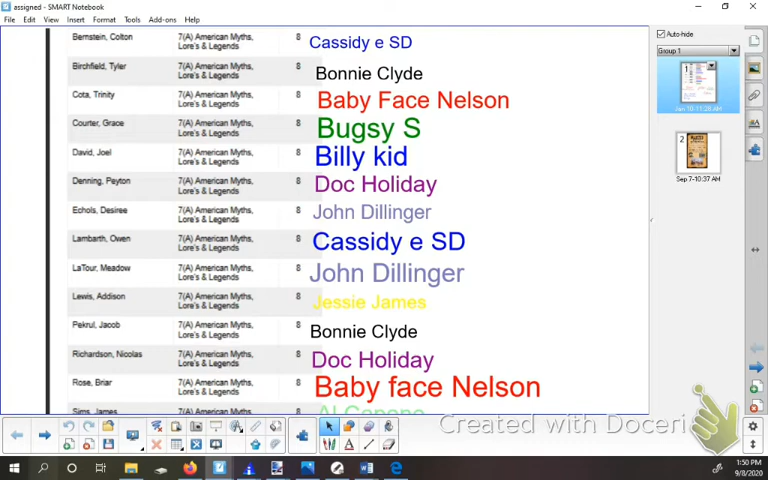 assigned - SMART Notebook
File Edit View Insert Format Tools Add-ons Help
Auto-hide
Group 1
Bernstein, Colton 7(A) American Myths, Lore's & Legends 8 Cassidy e SD
Birchfield, Tyler 7(A) American Myths, Lore's & Legends 8 Bonnie Clyde
Cota, Trinity 7(A) American Myths, Lore's & Legends 8 Baby Face Nelson
Courter, Grace 7(A) American Myths, Lore's & Legends 8 Bugsy S
David, Joel 7(A) American Myths, Lore's & Legends 8 Billy kid
Denning, Peyton 7(A) American Myths, Lore's & Legends 8 Doc Holiday
Echols, Desiree 7(A) American Myths, Lore's & Legends 8 John Dillinger
Lambarth, Owen 7(A) American Myths, Lore's & Legends 8 Cassidy e SD
LaTour, Meadow 7(A) American Myths, Lore's & Legends 8 John Dillinger
Lewis, Addison 7(A) American Myths, Lore's & Legends 8 Jessie James
Pekrul, Jacob 7(A) American Myths, Lore's & Legends 8 Bonnie Clyde
Richardson, Nicolas 7(A) American Myths, Lore's & Legends 8 Doc Holiday
Rose, Briar 7(A) American Myths, Lore's & Legends 8 Baby face Nelson
Sims, James 7(A) American Myths, 8 Al Capone
1
Jan 10-11:28 AM
2
Sep 7-10:37 AM
Created with Doceri
1:50 PM
9/8/2020